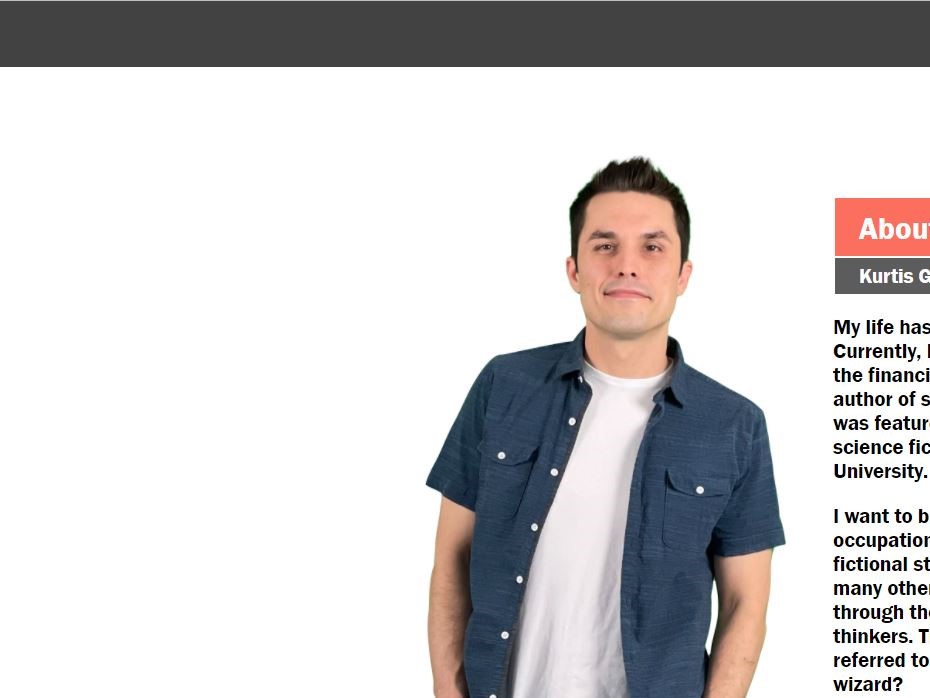 About
Kurtis G
My life has
Currently,
the financi
author of s
was featur
science fic
University.
I want to b
occupation
fictional st
many other
through the
thinkers. T
referred to
wizard?